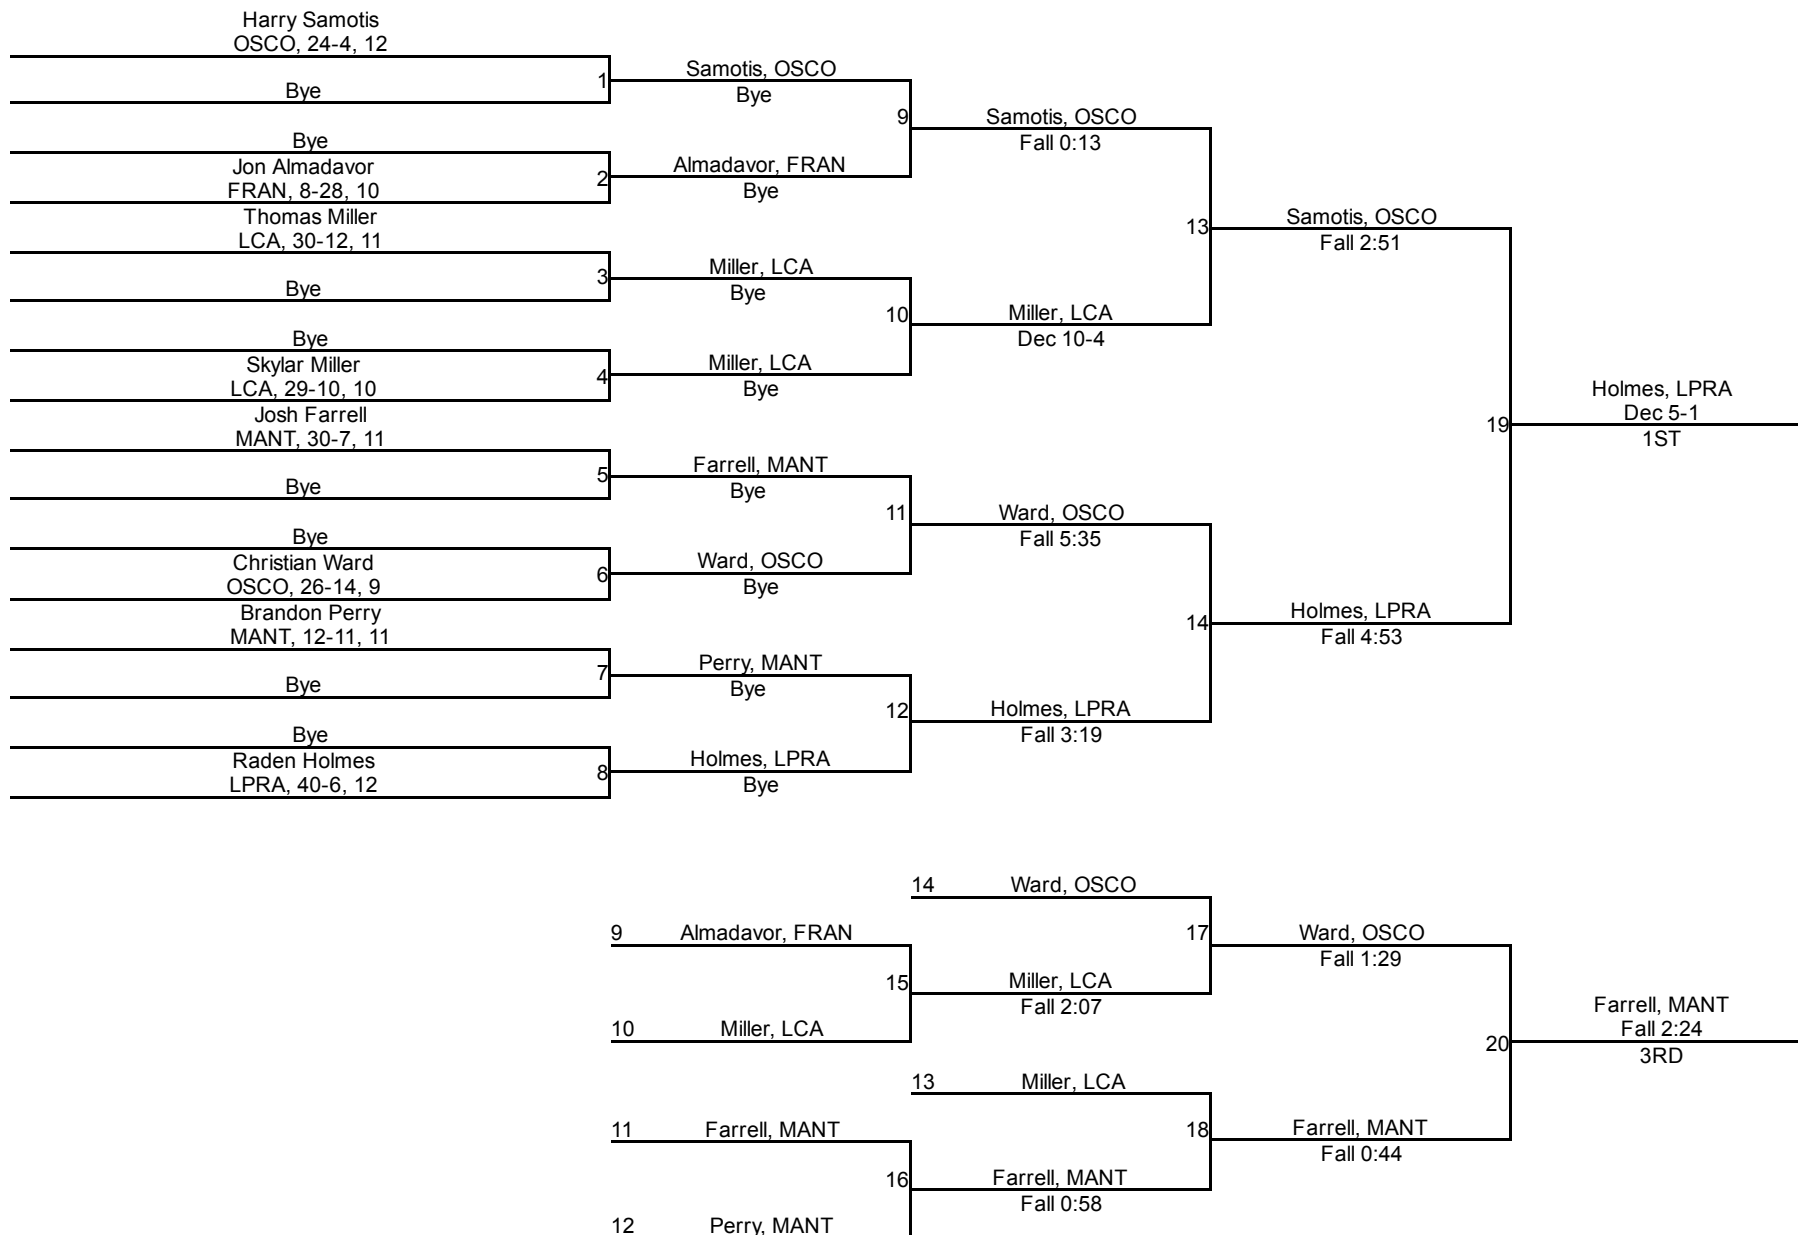 Harry Samotis
OSCO, 24-4, 12
1
Bye
Samotis, OSCO
Bye
9
Bye
Jon Almadavor
FRAN, 8-28, 10
2
Almadavor, FRAN
Bye
Samotis, OSCO
Fall 0:13
13
Thomas Miller
LCA, 30-12, 11
3
Bye
Miller, LCA
Bye
10
Bye
Skylar Miller
LCA, 29-10, 10
4
Miller, LCA
Bye
Miller, LCA
Dec 10-4
Samotis, OSCO
Fall 2:51
19
Josh Farrell
MANT, 30-7, 11
5
Bye
Farrell, MANT
Bye
11
Bye
Christian Ward
OSCO, 26-14, 9
6
Ward, OSCO
Bye
Ward, OSCO
Fall 5:35
14
Brandon Perry
MANT, 12-11, 11
7
Bye
Perry, MANT
Bye
12
Bye
Raden Holmes
LPRA, 40-6, 12
8
Holmes, LPRA
Bye
Holmes, LPRA
Fall 3:19
Holmes, LPRA
Fall 4:53
Holmes, LPRA
Dec 5-1
1ST
14 Ward, OSCO
17
9 Almadavor, FRAN
15
10 Miller, LCA
Miller, LCA
Fall 2:07
Ward, OSCO
Fall 1:29
20
13 Miller, LCA
18
11 Farrell, MANT
16
12 Perry, MANT
Farrell, MANT
Fall 0:58
Farrell, MANT
Fall 0:44
Farrell, MANT
Fall 2:24
3RD